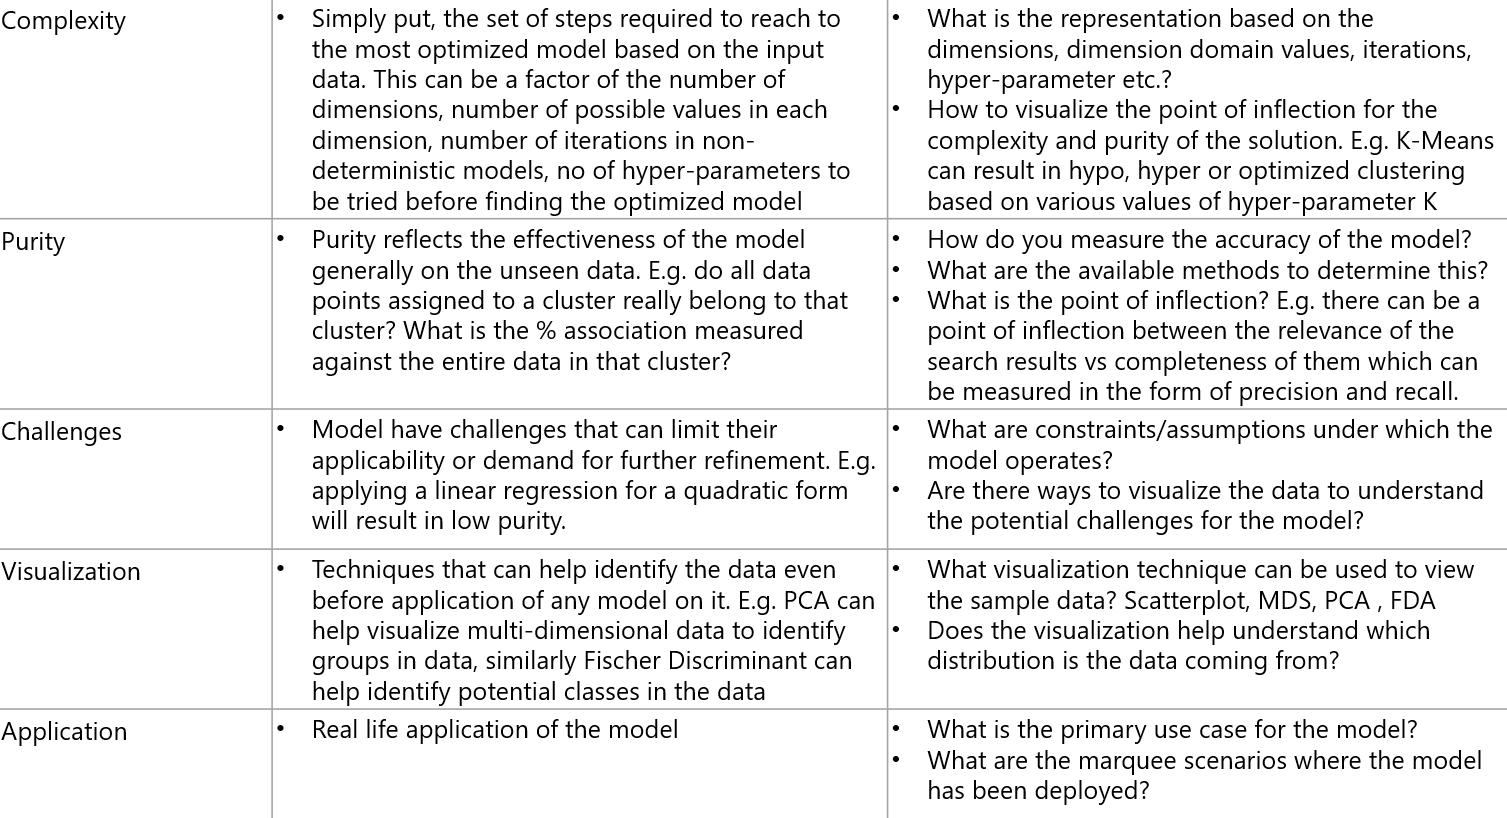 Complexity
• Simply put, the set of steps required to reach to
the most optimized model based on the input
data. This can be a factor of the number of
dimensions, number of possible values in each
dimension, number of iterations in non-
deterministic models, no of hyper-parameters to
be tried before finding the optimized model
• What is the representation based on the
dimensions, dimension domain values, iterations,
hyper-parameter etc.?
• How to visualize the point of inflection for the
complexity and purity of the solution. E.g. K-Means
can result in hypo, hyper or optimized clustering
based on various values of hyper-parameter K
Purity
• Purity reflects the effectiveness of the model
generally on the unseen data. E.g. do all data
points assigned to a cluster really belong to that
cluster? What is the % association measured
against the entire data in that cluster?
• How do you measure the accuracy of the model?
• What are the available methods to determine this?
• What is the point of inflection? E.g. there can be a
point of inflection between the relevance of the
search results vs completeness of them which can
be measured in the form of precision and recall.
Challenges
• Model have challenges that can limit their
applicability or demand for further refinement. E.g.
applying a linear regression for a quadratic form
will result in low purity.
• What are constraints/assumptions under which the
model operates?
• Are there ways to visualize the data to understand
the potential challenges for the model?
Visualization
• Techniques that can help identify the data even
before application of any model on it. E.g. PCA can
help visualize multi-dimensional data to identify
groups in data, similarly Fischer Discriminant can
help identify potential classes in the data
• What visualization technique can be used to view
the sample data? Scatterplot, MDS, PCA , FDA
• Does the visualization help understand which
distribution is the data coming from?
Application
• Real life application of the model
• What is the primary use case for the model?
• What are the marquee scenarios where the model
has been deployed?